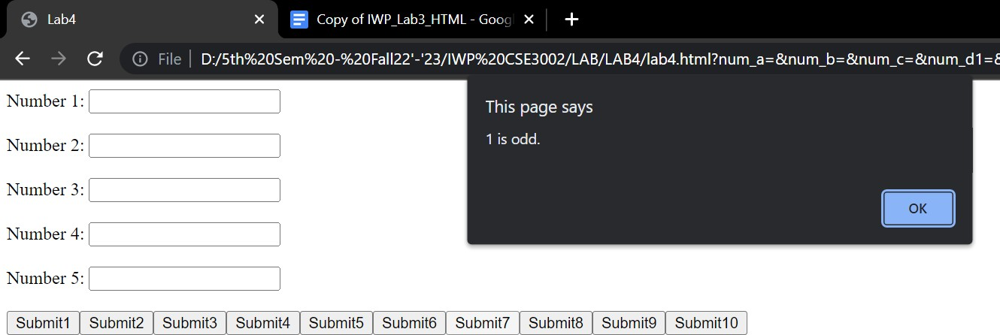 Lab4
Copy of IWP_Lab3_HTML - Goog
File D:/5th%20Sem%20-%20Fall22'-'23/IWP%20CSE3002/LAB/LAB4/lab4.html?num_a=&num_b=&num_c=&num_d1=&
Number 1:
Number 2:
Number 3:
Number 4:
Number 5:
This page says
1 is odd.
OK
Submit1 Submit2 Submit3 Submit4 Submit5 Submit6 Submit7 Submit8 Submit9 Submit10